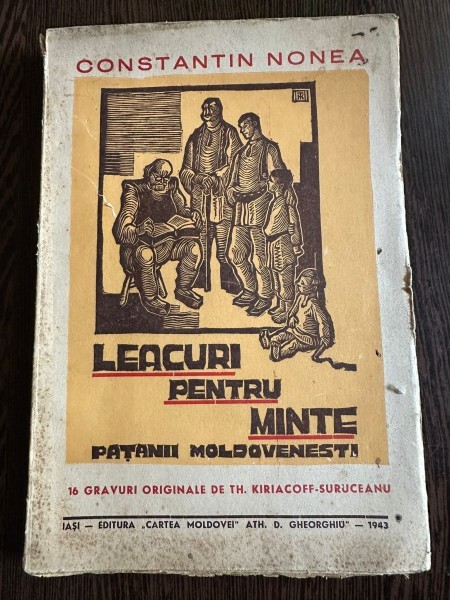 CONSTANTIN NONEA
LEACURI
PENTRU
MINTE
PAȚANII MOLDOVENEȘTI
16 GRAVURI ORIGINALE DE TH. KIRIACOFF-SURUCEANU
IAȘI — EDITURA „CARTEA MOLDOVEI" ATH. D. GHEORGHIU — 1943